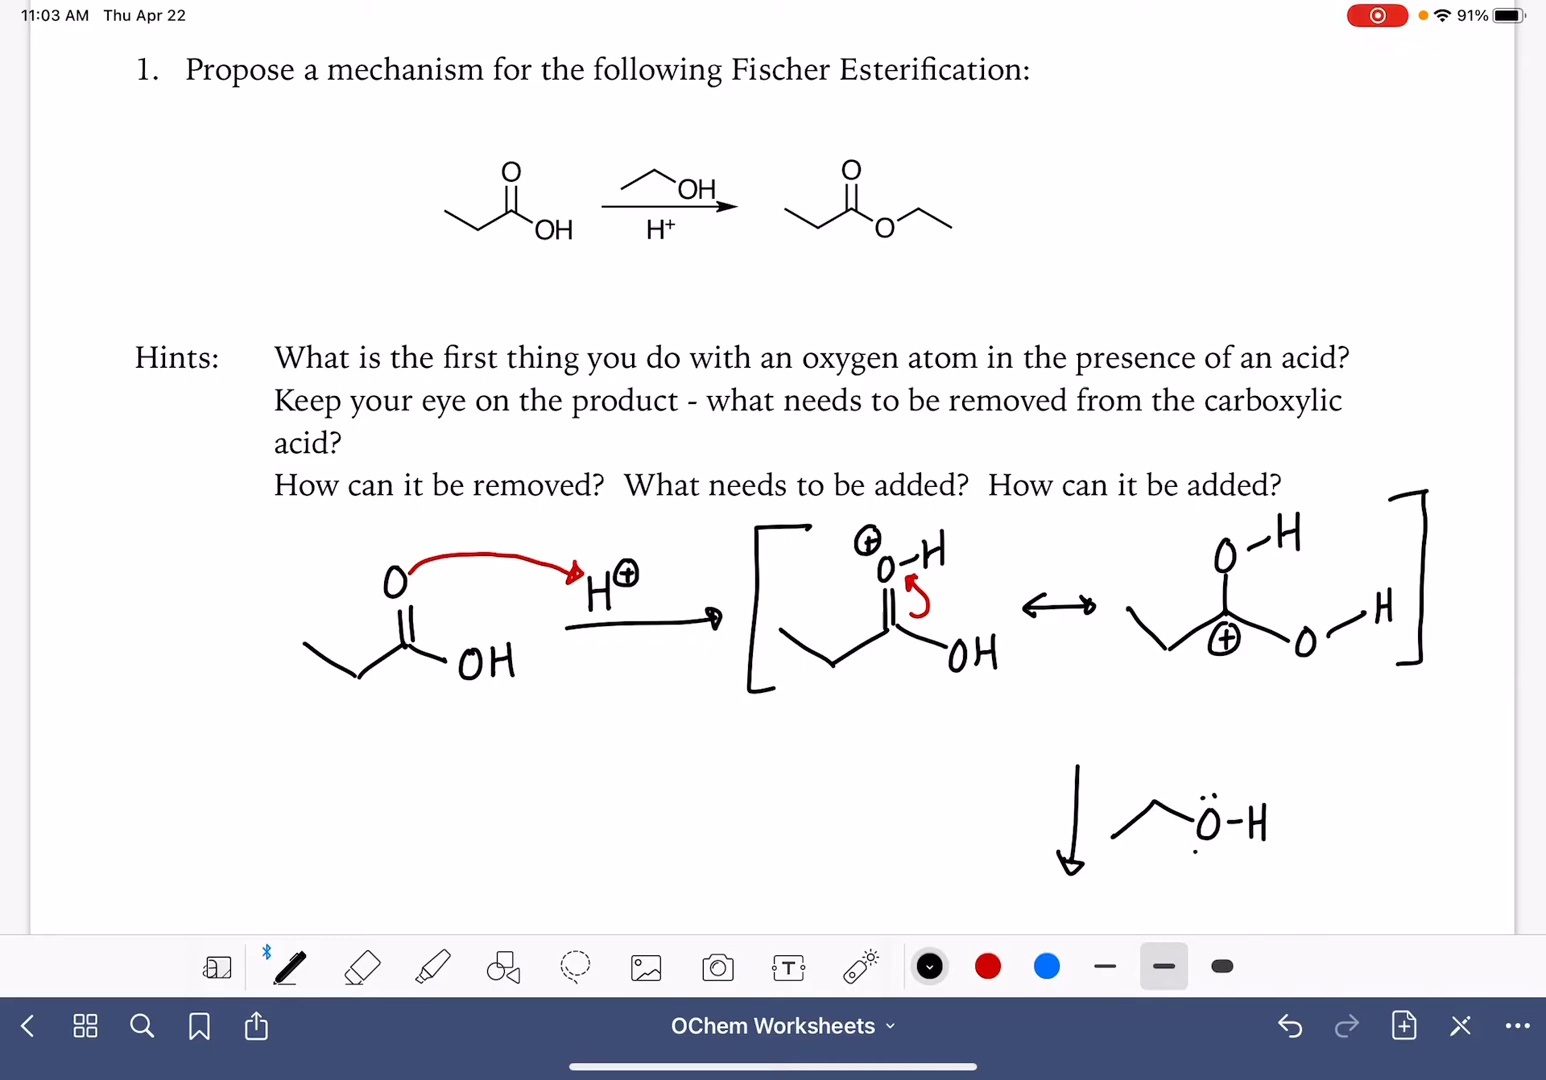 11:03 AM Thu Apr 22
91%
1. Propose a mechanism for the following Fischer Esterification:
O
OH
OH
H⁺
O
O
Hints: What is the first thing you do with an oxygen atom in the presence of an acid?
Keep your eye on the product - what needs to be removed from the carboxylic
acid?
How can it be removed? What needs to be added? How can it be added?
O
OH
H⊕
⊕
O-H
OH
O-H
⊕
O-H
Ö-H
OChem Worksheets